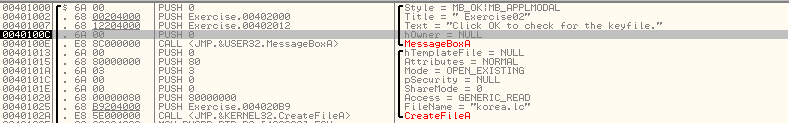 00401000 $ 6A 00 PUSH 0 Style = MB_OK|MB_APPLMODAL
00401002 . 68 00204000 PUSH Exercise.00402000 Title = " Exercise02"
00401007 . 68 12204000 PUSH Exercise.00402012 Text = "Click OK to check for the keyfile."
0040100C . 6A 00 PUSH 0 hOwner = NULL
0040100E . E8 8C000000 CALL <JMP.&USER32.MessageBoxA> MessageBoxA
00401013 . 6A 00 PUSH 0 hTemplateFile = NULL
00401015 . 68 80000000 PUSH 80 Attributes = NORMAL
0040101A . 6A 03 PUSH 3 Mode = OPEN_EXISTING
0040101C . 6A 00 PUSH 0 pSecurity = NULL
0040101E . 6A 00 PUSH 0 ShareMode = 0
00401020 . 68 00000080 PUSH 80000000 Access = GENERIC_READ
00401025 . 68 B9204000 PUSH Exercise.004020B9 FileName = "korea.lc"
0040102A . E8 5E000000 CALL <JMP.&KERNEL32.CreateFileA> CreateFileA